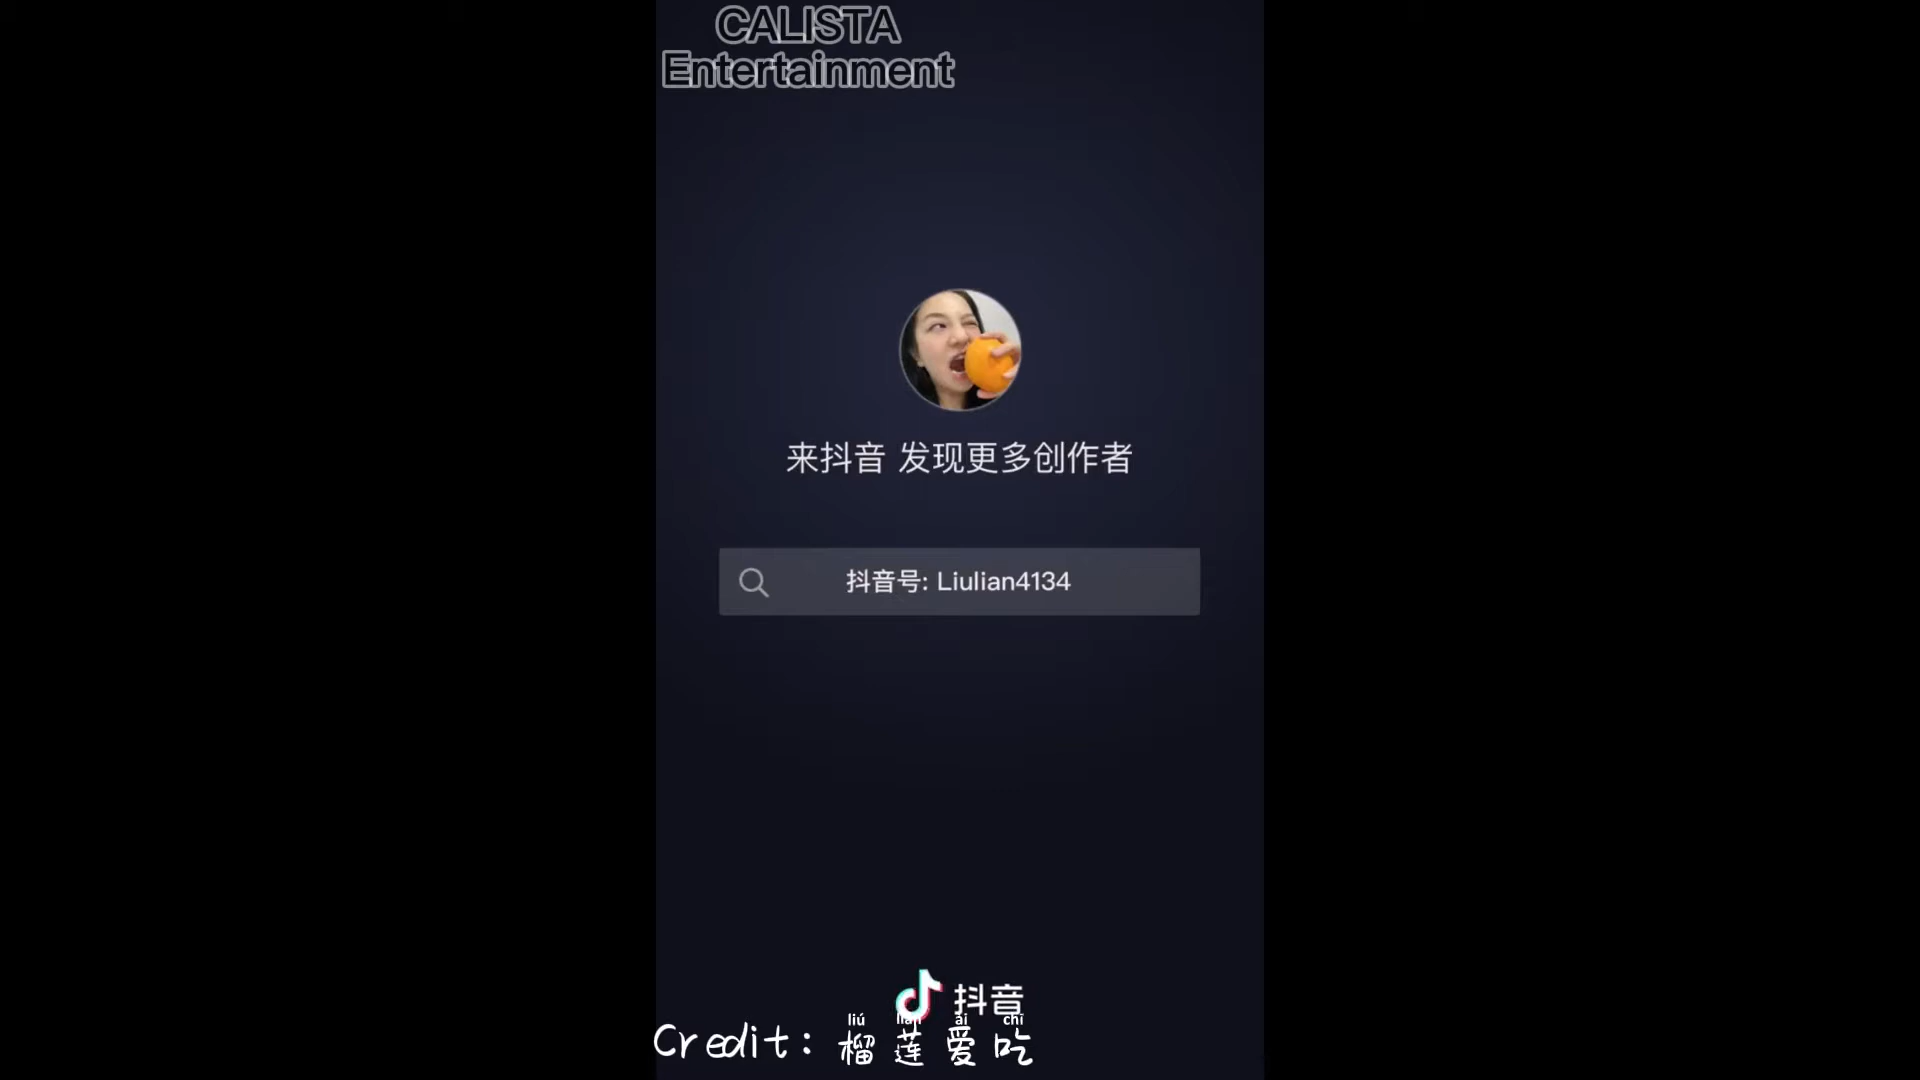 CALISTA
Entertainment
来抖音 发现更多创作者
抖音号: Liulian4134
抖音
liú lián ài chī
Credit: 榴莲爱吃